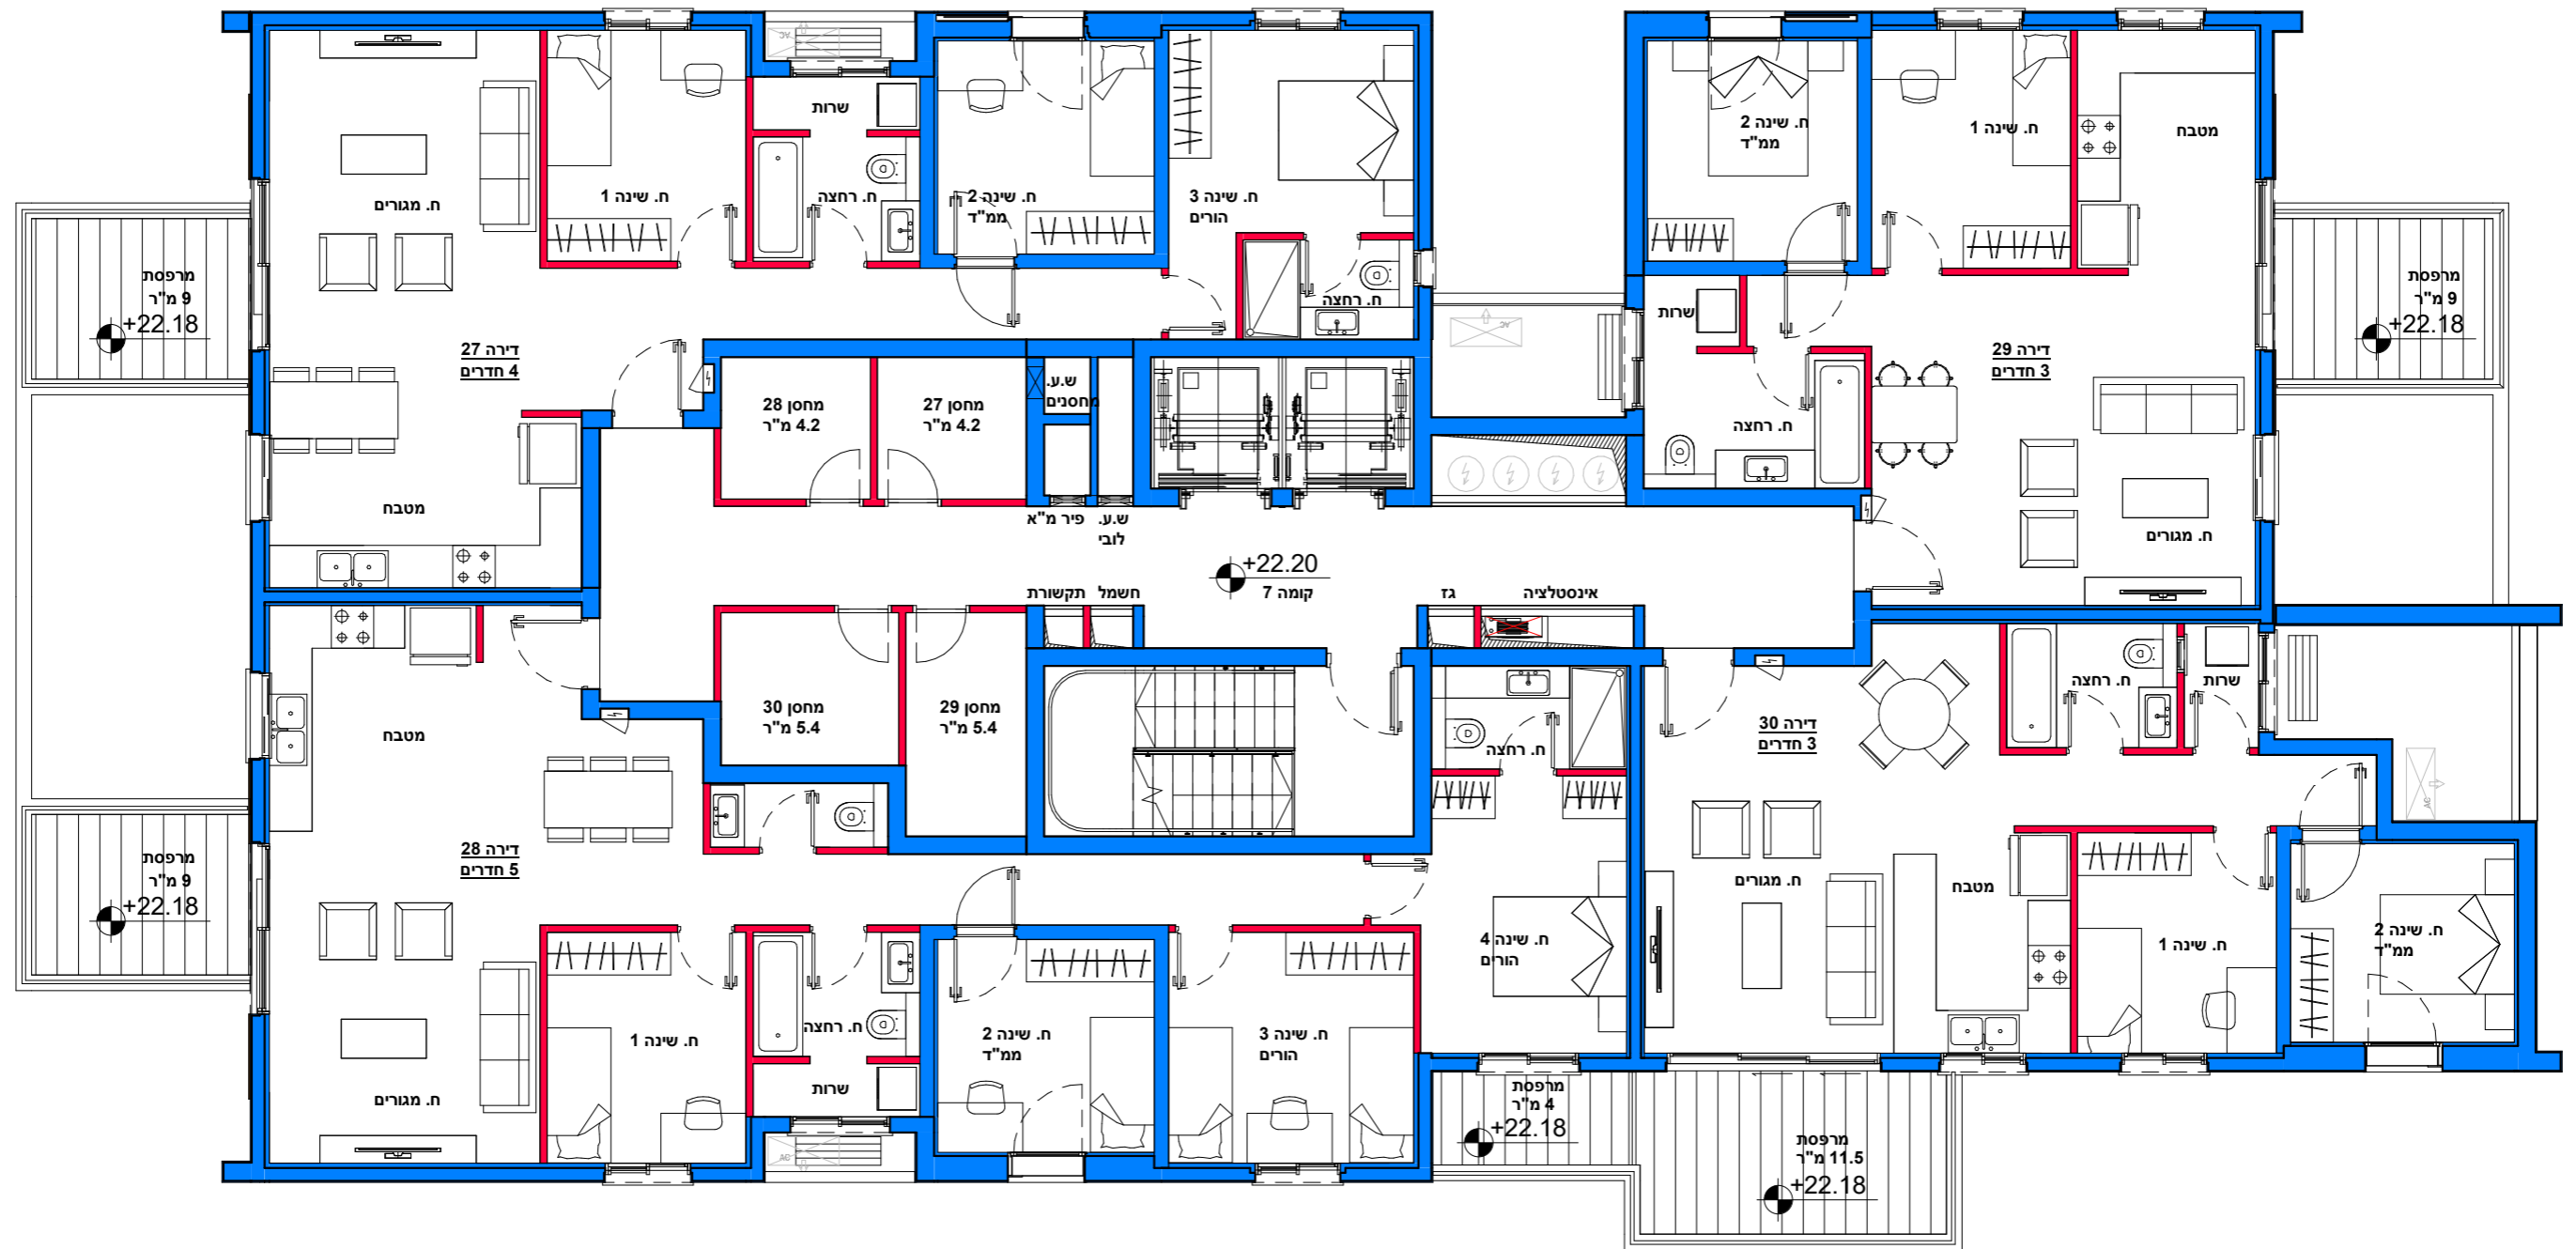 שרות
ח. שינה 1
ח. רחצה
ח. שינה 2
ממ"ד
ח. שינה 3
הורים
ח. רחצה
ח. מגורים
מרפסת
9 מ"ר
+22.18
דירה 27
4 חדרים
מטבח
מחסן 28
4.2 מ"ר
מחסן 27
4.2 מ"ר
ש.ע.
מחסנים
פיר מ"א
ש.ע.
לובי
AC
ח. שינה 2
ממ"ד
ח. שינה 1
מטבח
שרות
ח. רחצה
דירה 29
3 חדרים
ח. מגורים
מרפסת
9 מ"ר
+22.18
AC
+22.20
קומה 7
תקשורת
חשמל
גז
אינסטלציה
מטבח
מחסן 30
5.4 מ"ר
מחסן 29
5.4 מ"ר
דירה 28
5 חדרים
מרפסת
9 מ"ר
+22.18
ח. מגורים
ח. שינה 1
ח. רחצה
שרות
AC
ח. שינה 2
ממ"ד
ח. שינה 3
הורים
ח. רחצה
ח. שינה 4
הורים
מרפסת
4 מ"ר
+22.18
דירה 30
3 חדרים
ח. רחצה
שרות
AC
ח. מגורים
מטבח
ח. שינה 1
ח. שינה 2
ממ"ד
מרפסת
11.5 מ"ר
+22.18